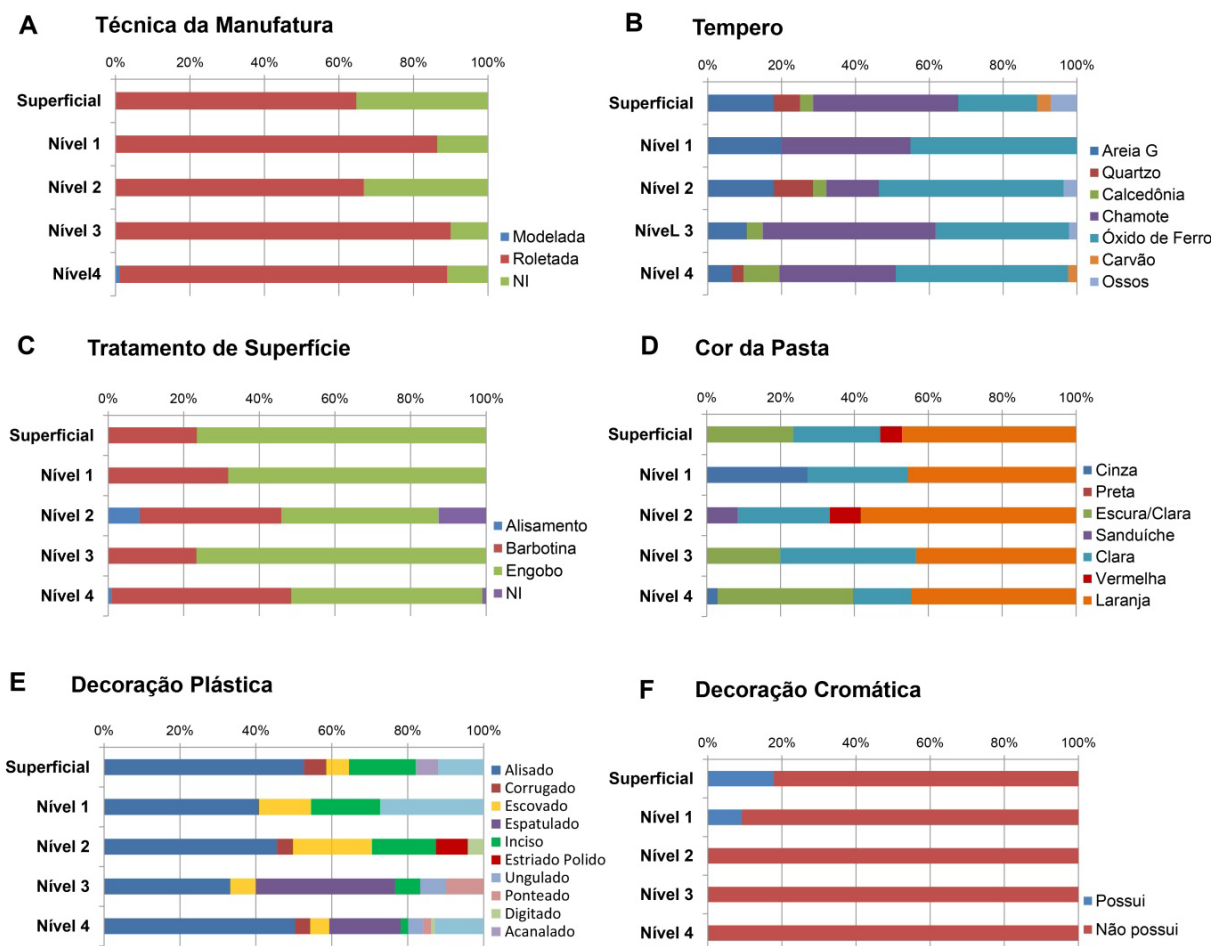 A Técnica da Manufatura
0% 20% 40% 60% 80% 100%
Superficial
Nível 1
Nível 2
Nível 3
Nível4
Modelada
Roletada
NI
B Tempero
0% 20% 40% 60% 80% 100%
Superficial
Nível 1
Nível 2
NíveL 3
Nível 4
Areia G
Quartzo
Calcedônia
Chamote
Óxido de Ferro
Carvão
Ossos
C Tratamento de Superfície
0% 20% 40% 60% 80% 100%
Superficial
Nível 1
Nível 2
Nível 3
Nível 4
Alisamento
Barbotina
Engobo
NI
D Cor da Pasta
0% 20% 40% 60% 80% 100%
Superficial
Nível 1
Nível 2
Nível 3
Nível 4
Cinza
Preta
Escura/Clara
Sanduíche
Clara
Vermelha
Laranja
E Decoração Plástica
0% 20% 40% 60% 80% 100%
Superficial
Nível 1
Nível 2
Nível 3
Nível 4
Alisado
Corrugado
Escovado
Espatulado
Inciso
Estriado Polido
Ungulado
Ponteado
Digitado
Acanalado
F Decoração Cromática
0% 20% 40% 60% 80% 100%
Superficial
Nível 1
Nível 2
Nível 3
Nível 4
Possui
Não possui